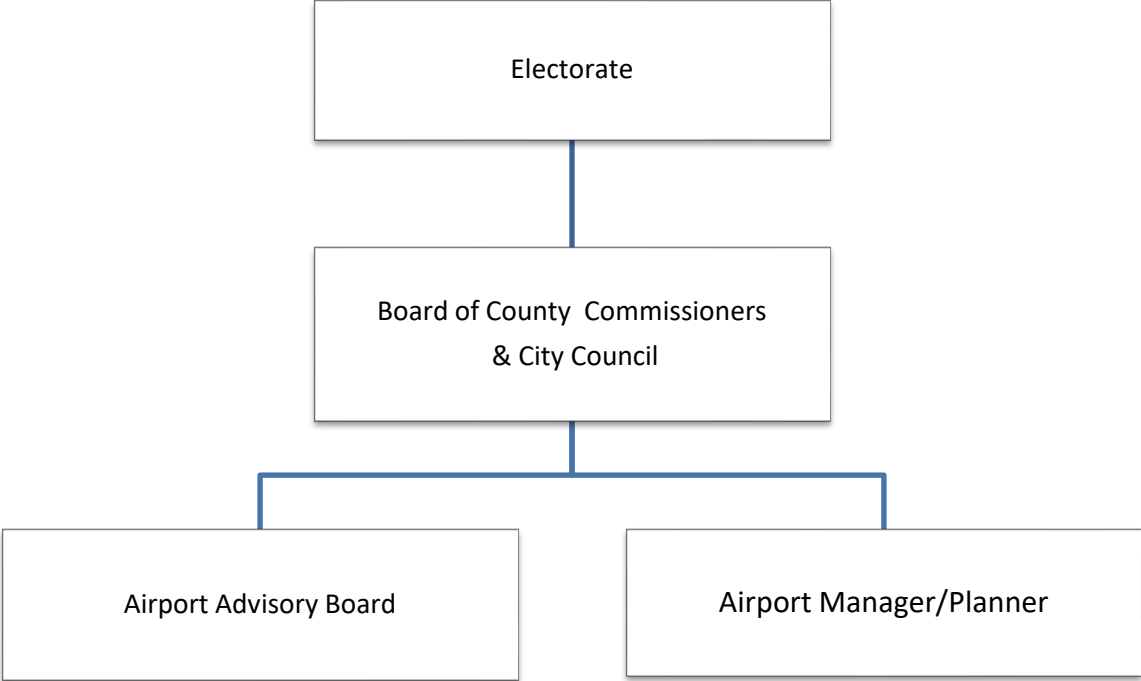 Electorate
Board of County  Commissioners
& City Council
Airport Advisory Board
Airport Manager/Planner